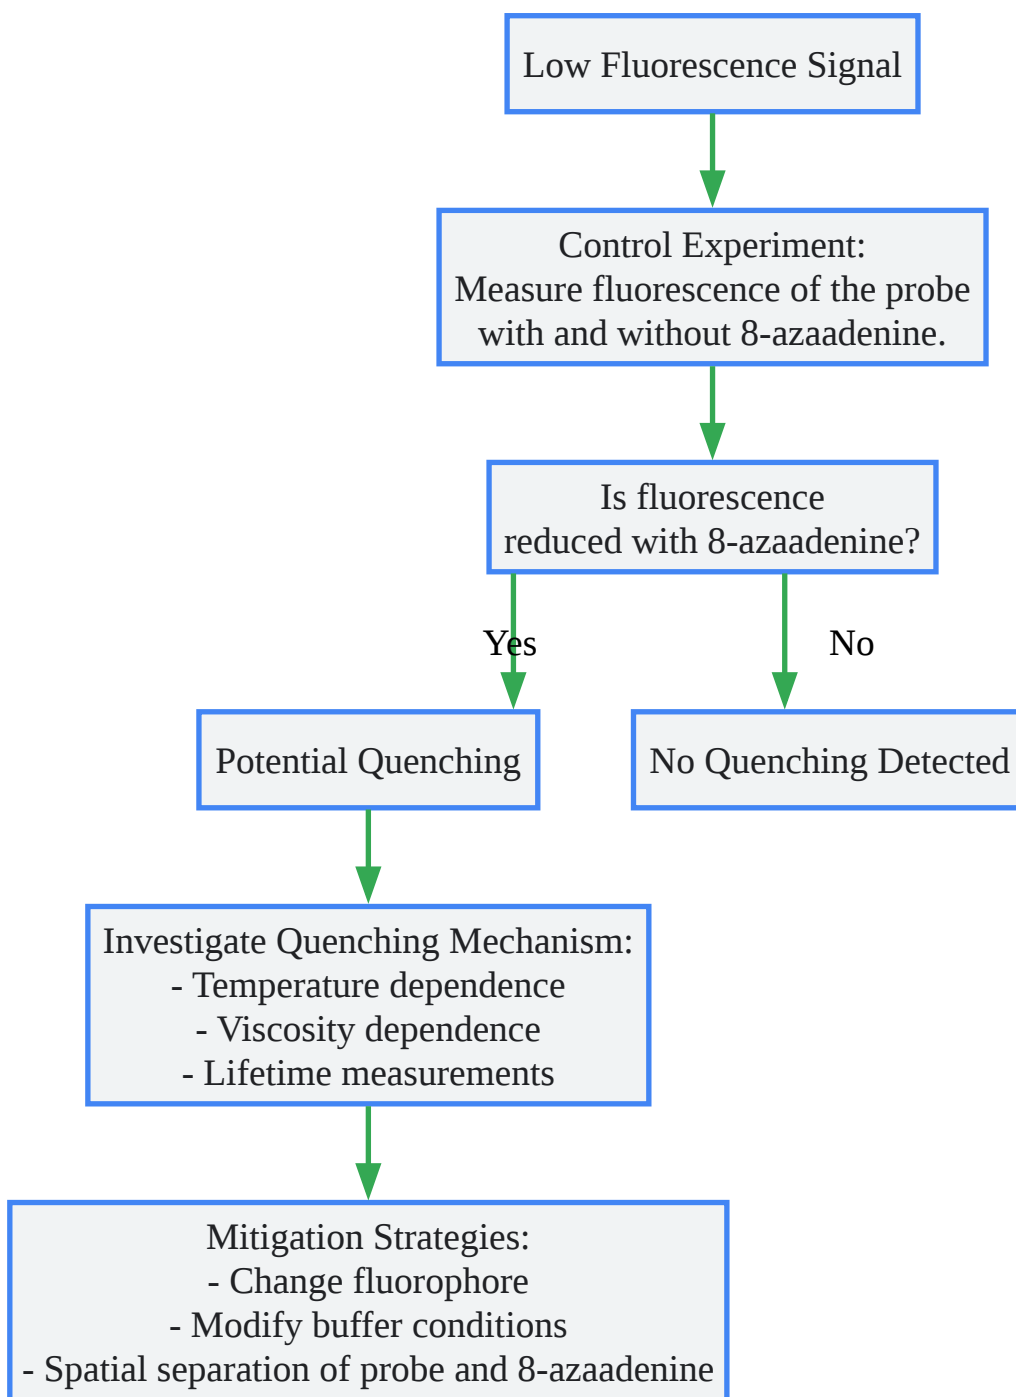 Low Fluorescence Signal
Control Experiment:
Measure fluorescence of the probe
with and without 8-azaadenine.
Is fluorescence
reduced with 8-azaadenine?
Yes
No
Potential Quenching
No Quenching Detected
Investigate Quenching Mechanism:
- Temperature dependence
- Viscosity dependence
- Lifetime measurements
Mitigation Strategies:
- Change fluorophore
- Modify buffer conditions
- Spatial separation of probe and 8-azaadenine